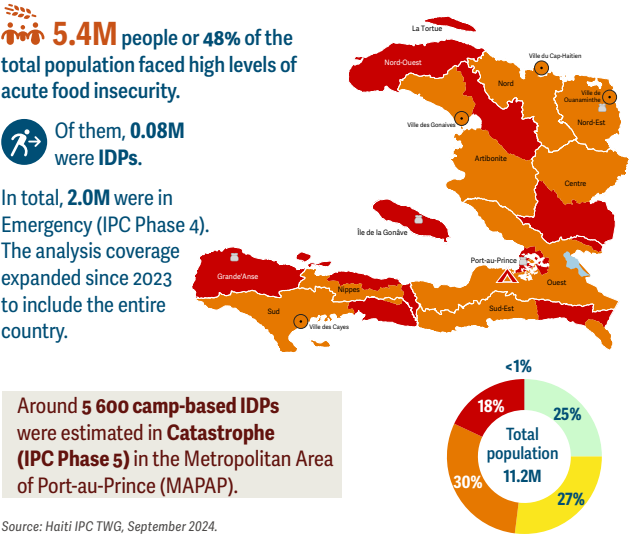 5.4M people or 48% of the
total population faced high levels of
acute food insecurity.
Of them, 0.08M
were IDPs.
In total, 2.0M were in
Emergency (IPC Phase 4).
The analysis coverage
expanded since 2023
to include the entire
country.
La Tortue
Nord-Ouest
Ville du Cap-Haïtien
Nord
Ville de
Ouanaminthe
Nord-Est
Ville des Gonaïves
Artibonite
Centre
Île de la Gonâve
Port-au-Prince
Ouest
Grande'Anse
Nippes
Sud
Ville des Cayes
Sud-Est
Around 5 600 camp-based IDPs
were estimated in Catastrophe
(IPC Phase 5) in the Metropolitan Area
of Port-au-Prince (MAPAP).
<1%
18%
25%
Total
population
11.2M
30%
27%
Source: Haiti IPC TWG, September 2024.